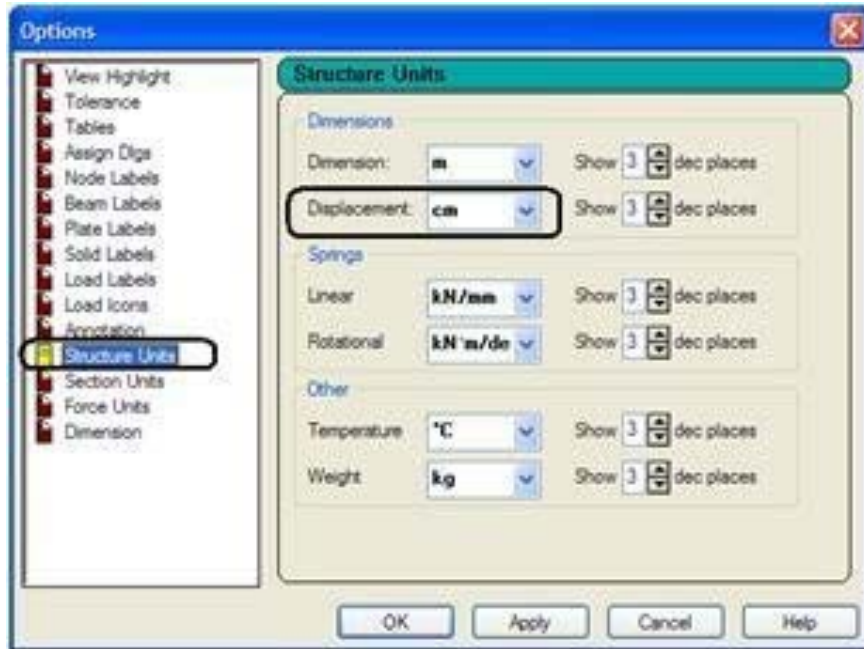 Options
View Highlight
Tolerance
Tables
Assign Digs
Node Labels
Beam Labels
Plate Labels
Solid Labels
Load Labels
Load Icons
Annotation
Structure Units
Section Units
Force Units
Dimension
Structure Units
Dimensions
Dimension: m Show 3 dec places
Displacement: cm Show 3 dec places
Springs
Linear kN/mm Show 3 dec places
Rotational kN*m/de Show 3 dec places
Other
Temperature °C Show 3 dec places
Weight kg Show 3 dec places
OK Apply Cancel Help